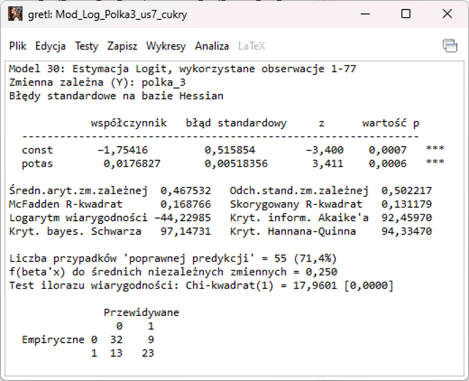 gretl: Mod_Log_Polka3_us7_cukry
Plik Edycja Testy Zapisz Wykresy Analiza LaTeX
Model 30: Estymacja Logit, wykorzystane obserwacje 1-77
Zmienna zależna (Y): polka_3
Błędy standardowe na bazie Hessian
współczynnik błąd standardowy z wartość p
------------------------------------------------------------
const −1,75416 0,515854 −3,400 0,0007 ***
potas 0,0176827 0,00518356 3,411 0,0006 ***
Średn.aryt.zm.zależnej 0,467532 Odch.stand.zm.zależnej 0,502217
McFadden R-kwadrat 0,168766 Skorygowany R-kwadrat 0,131179
Logarytm wiarygodności −44,22985 Kryt. inform. Akaike'a 92,45970
Kryt. bayes. Schwarza 97,14731 Kryt. Hannana-Quinna 94,33470
Liczba przypadków 'poprawnej predykcji' = 55 (71,4%)
f(beta'x) do średnich niezależnych zmiennych = 0,250
Test ilorazu wiarygodności: Chi-kwadrat(1) = 17,9601 [0,0000]
Przewidywane
0 1
Empiryczne 0 32 9
1 13 23